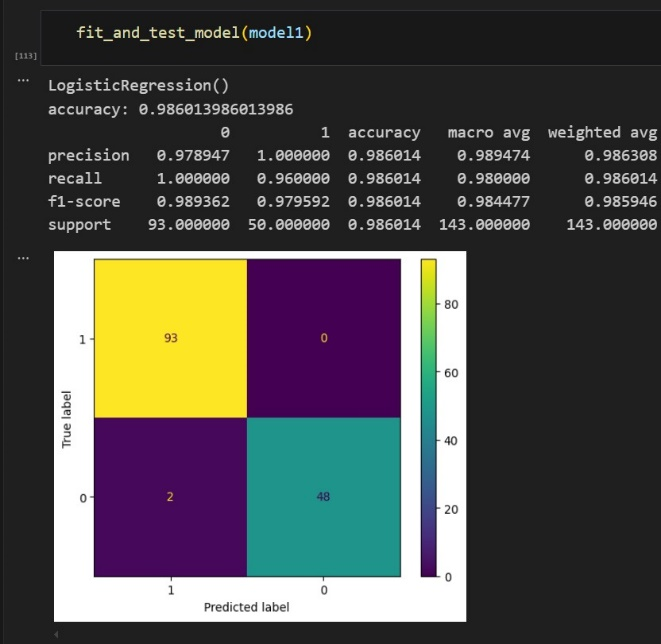 fit_and_test_model(model1)
[113]
...
LogisticRegression()
accuracy: 0.986013986013986
0 1 accuracy macro avg weighted avg
precision 0.978947 1.000000 0.986014 0.989474 0.986308
recall 1.000000 0.960000 0.986014 0.980000 0.986014
f1-score 0.989362 0.979592 0.986014 0.984477 0.985946
support 93.000000 50.000000 0.986014 143.000000 143.000000
...
1
93
0
0
2
48
True label
1
0
Predicted label
80
60
40
20
0